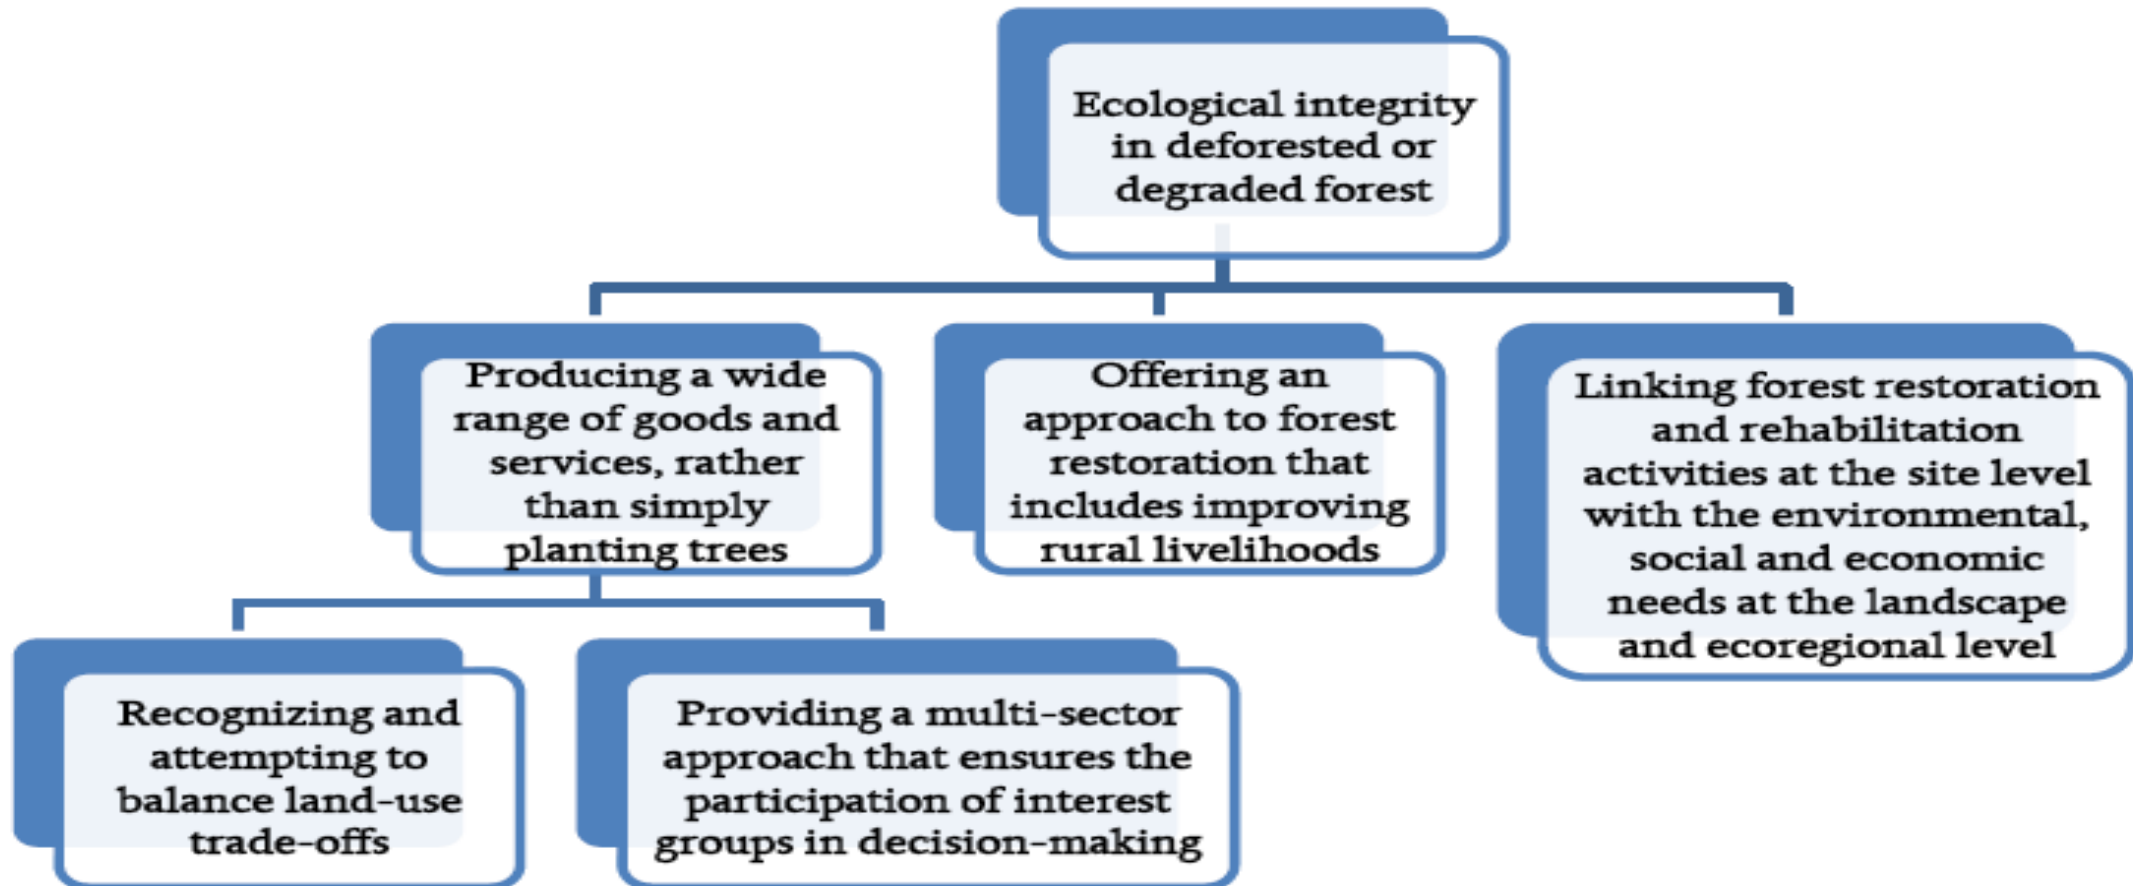 Ecological integrity
in deforested or
degraded forest
Producing a wide
range of goods and
services, rather
than simply
planting trees
Offering an
approach to forest
restoration that
includes improving
rural livelihoods
Linking forest restoration
and rehabilitation
activities at the site level
with the environmental,
social and economic
needs at the landscape
and ecoregional level
Recognizing and
attempting to
balance land-use
trade-offs
Providing a multi-sector
approach that ensures the
participation of interest
groups in decision-making